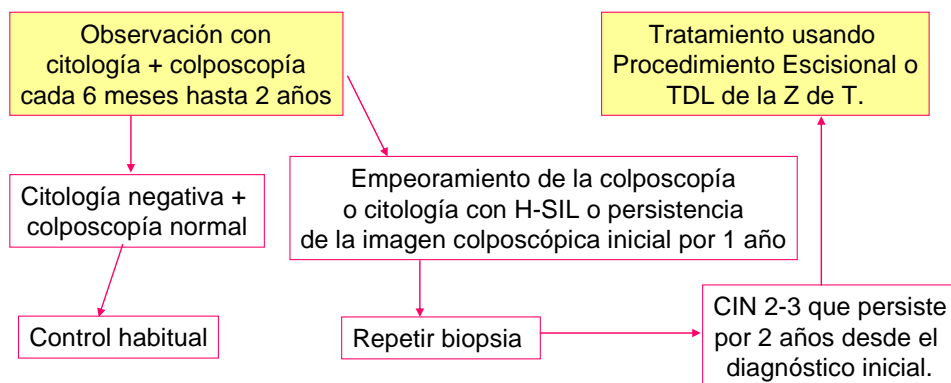 Observación con
citología + colposcopía
cada 6 meses hasta 2 años
Tratamiento usando
Procedimiento Escisional o
TDL de la Z de T.
Citología negativa +
colposcopía normal
Empeoramiento de la colposcopía
o citología con H-SIL o persistencia
de la imagen colposcópica inicial por 1 año
Control habitual
Repetir biopsia
CIN 2-3 que persiste
por 2 años desde el
diagnóstico inicial.